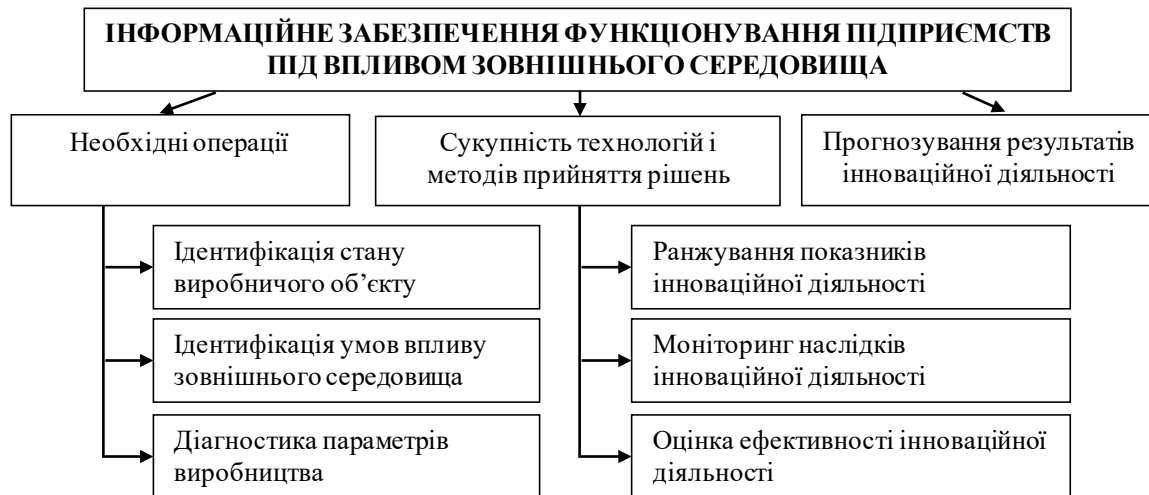 ІНФОРМАЦІЙНЕ ЗАБЕЗПЕЧЕННЯ ФУНКЦІОНУВАННЯ ПІДПРИЄМСТВ
ПІД ВПЛИВОМ ЗОВНІШНЬОГО СЕРЕДОВИЩА
Необхідні операції
Сукупність технологій і
методів прийняття рішень
Прогнозування результатів
інноваційної діяльності
Ідентифікація стану
виробничого об’єкту
Ідентифікація умов впливу
зовнішнього середовища
Діагностика параметрів
виробництва
Ранжування показників
інноваційної діяльності
Моніторинг наслідків
інноваційної діяльності
Оцінка ефективності інноваційної
діяльності